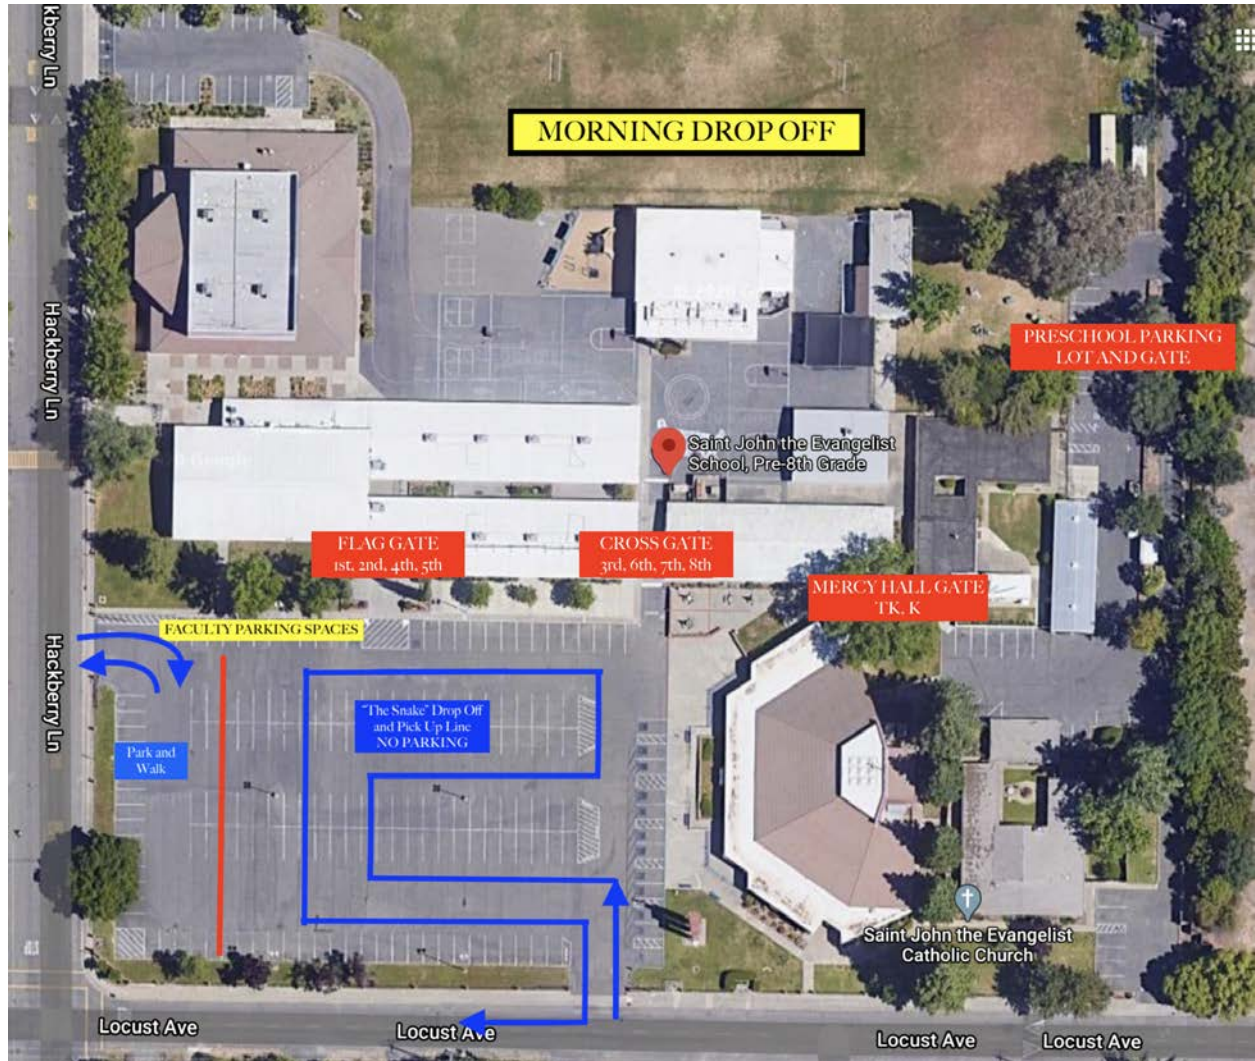 kberry Ln
MORNING DROP OFF
Hackberry Ln
PRESCHOOL PARKING
LOT AND GATE
Saint John the Evangelist
School, Pre-8th Grade
FLAG GATE
1st, 2nd, 4th, 5th
CROSS GATE
3rd, 6th, 7th, 8th
MERCY HALL GATE
TK, K
FACULTY PARKING SPACES
Hackberry Ln
"The Snake" Drop Off
and Pick Up Line
NO PARKING
Park and
Walk
Saint John the Evangelist
Catholic Church
Locust Ave
Locust Ave
Locust Ave
Locust Ave